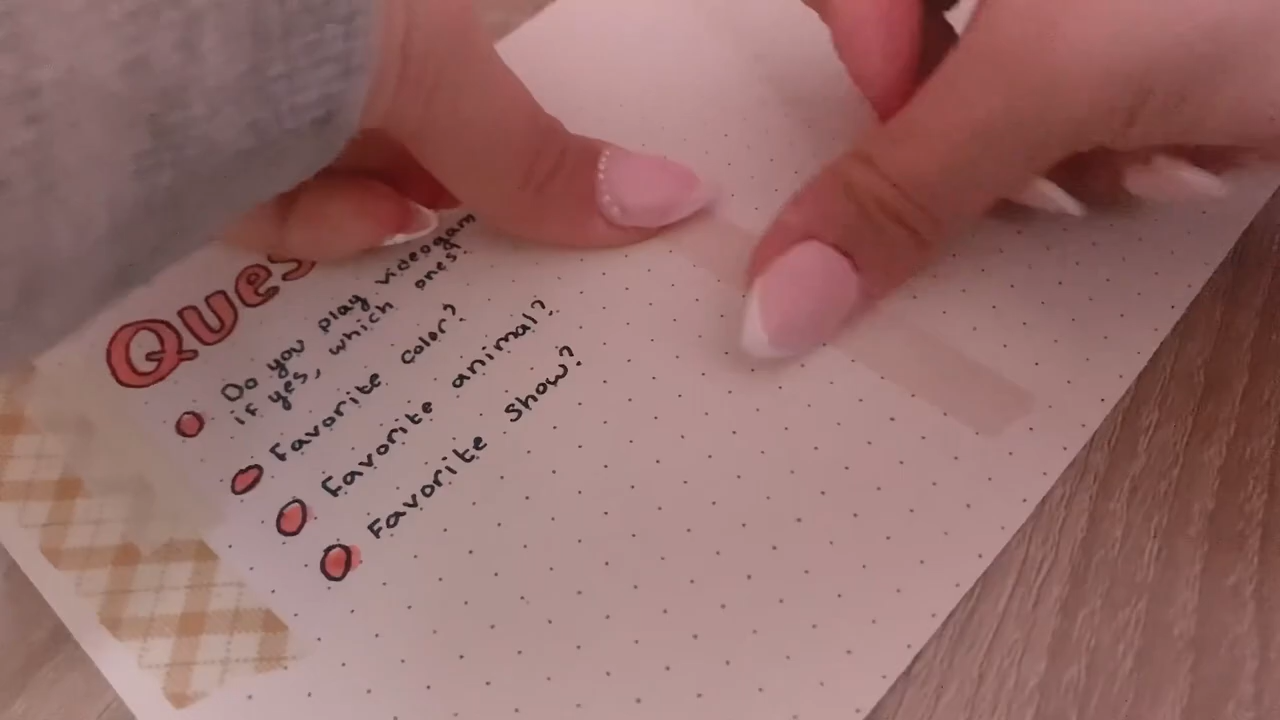 Ques
Do you play videogam
if yes, which ones?
Favorite color?
Favorite animal?
Favorite show?